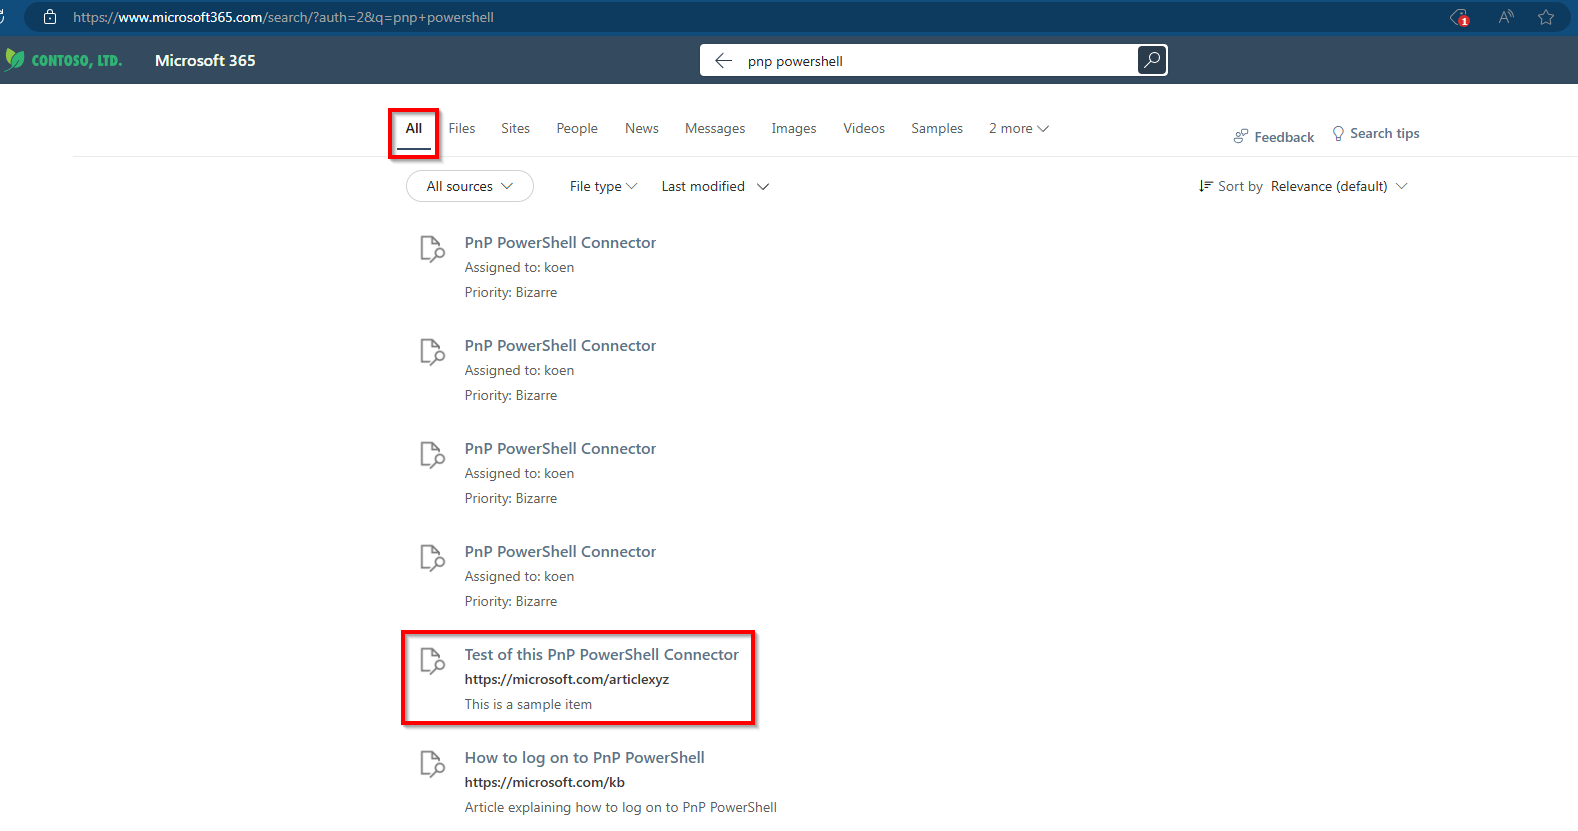 https://www.microsoft365.com/search/?auth=2&q=pnp+powershell
1
CONTOSO, LTD.
Microsoft 365
pnp powershell
All
Files
Sites
People
News
Messages
Images
Videos
Samples
2 more
Feedback
Search tips
All sources
File type
Last modified
Sort by Relevance (default)
PnP PowerShell Connector
Assigned to: koen
Priority: Bizarre
PnP PowerShell Connector
Assigned to: koen
Priority: Bizarre
PnP PowerShell Connector
Assigned to: koen
Priority: Bizarre
PnP PowerShell Connector
Assigned to: koen
Priority: Bizarre
Test of this PnP PowerShell Connector
https://microsoft.com/articlexyz
This is a sample item
How to log on to PnP PowerShell
https://microsoft.com/kb
Article explaining how to log on to PnP PowerShell